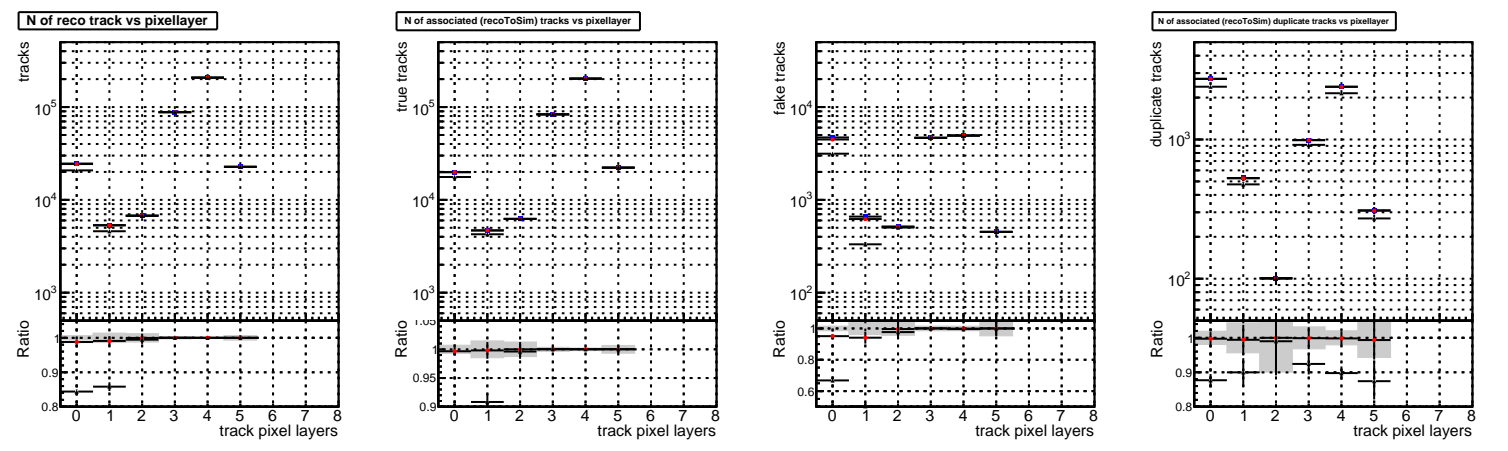 N of reco track vs pixellayer
tracks
10^5
10^4
10^3
Ratio
1
0.9
0.8
0 1 2 3 4 5 6 7 8
track pixel layers
N of associated (recoToSim) tracks vs pixellayer
true tracks
10^5
10^4
10^3
Ratio
1.05
1
0.95
0.9
0 1 2 3 4 5 6 7 8
track pixel layers
fake tracks
10^4
10^3
10^2
Ratio
1
0.8
0.6
0 1 2 3 4 5 6 7 8
track pixel layers
N of associated (recoToSim) duplicate tracks vs pixellayer
duplicate tracks
10^3
10^2
Ratio
1
0.9
0.8
0 1 2 3 4 5 6 7 8
track pixel layers